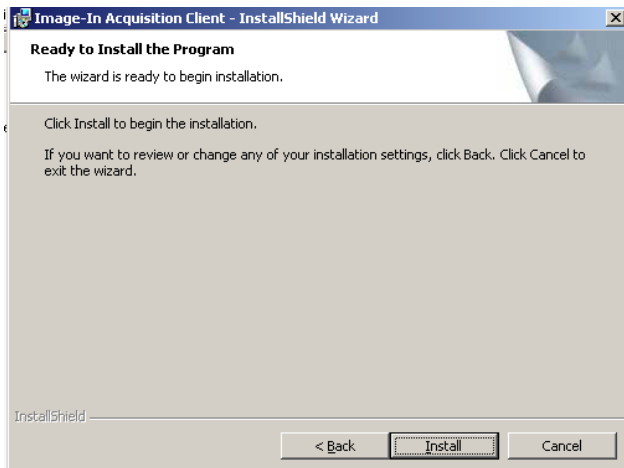 Image-In Acquisition Client - InstallShield Wizard
Ready to Install the Program
The wizard is ready to begin installation.
Click Install to begin the installation.
If you want to review or change any of your installation settings, click Back. Click Cancel to
exit the wizard.
InstallShield
< Back Install Cancel